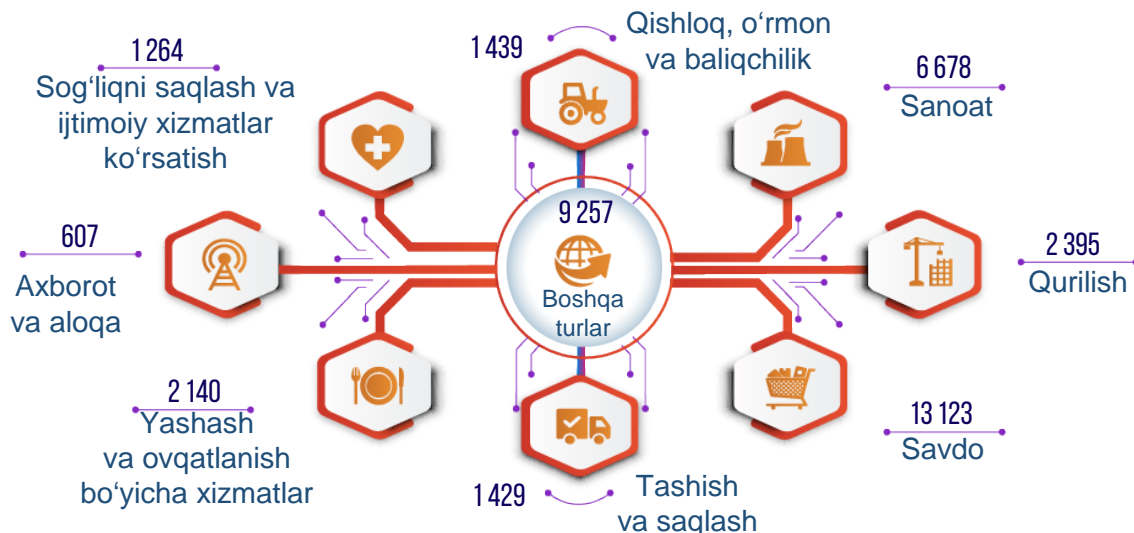 1 264
Sog‘liqni saqlash va
ijtimoiy xizmatlar
ko‘rsatish
1 439
Qishloq, o‘rmon
va baliqchilik
6 678
Sanoat
607
Axborot
va aloqa
9 257
Boshqa
turlar
2 395
Qurilish
2 140
Yashash
va ovqatlanish
bo‘yicha xizmatlar
1 429
Tashish
va saqlash
13 123
Savdo